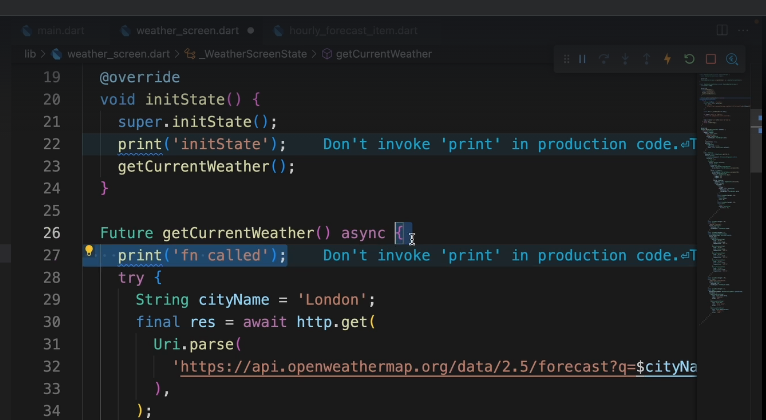 main.dart weather_screen.dart hourly_forecast_item.dart
lib > weather_screen.dart > _WeatherScreenState > getCurrentWeather
19 @override
20 void initState() {
21 super.initState();
22 print('initState'); Don't invoke 'print' in production code.⏎T
23 getCurrentWeather();
24 }
25
26 Future getCurrentWeather() async {
27 print('fn called'); Don't invoke 'print' in production code.⏎T
28 try {
29 String cityName = 'London';
30 final res = await http.get(
31 Uri.parse(
32 'https://api.openweathermap.org/data/2.5/forecast?q=$cityNa
33 ),
34 );